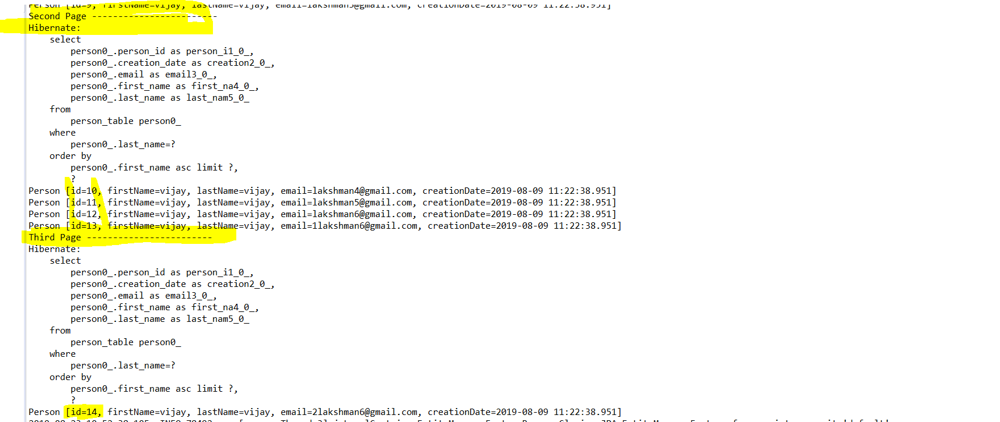 Person [id=9, firstName=vijay, lastName=vijay, email=lakshman3@gmail.com, creationDate=2019-08-09 11:22:38.951]
Second Page ------------------------
Hibernate:
    select
        person0_.person_id as person_i1_0_,
        person0_.creation_date as creation2_0_,
        person0_.email as email3_0_,
        person0_.first_name as first_na4_0_,
        person0_.last_name as last_nam5_0_
    from
        person_table person0_
    where
        person0_.last_name=?
    order by
        person0_.first_name asc limit ?,
        ?
Person [id=10, firstName=vijay, lastName=vijay, email=lakshman4@gmail.com, creationDate=2019-08-09 11:22:38.951]
Person [id=11, firstName=vijay, lastName=vijay, email=lakshman5@gmail.com, creationDate=2019-08-09 11:22:38.951]
Person [id=12, firstName=vijay, lastName=vijay, email=lakshman6@gmail.com, creationDate=2019-08-09 11:22:38.951]
Person [id=13, firstName=vijay, lastName=vijay, email=1lakshman6@gmail.com, creationDate=2019-08-09 11:22:38.951]
Third Page ------------------------
Hibernate:
    select
        person0_.person_id as person_i1_0_,
        person0_.creation_date as creation2_0_,
        person0_.email as email3_0_,
        person0_.first_name as first_na4_0_,
        person0_.last_name as last_nam5_0_
    from
        person_table person0_
    where
        person0_.last_name=?
    order by
        person0_.first_name asc limit ?,
        ?
Person [id=14, firstName=vijay, lastName=vijay, email=2lakshman6@gmail.com, creationDate=2019-08-09 11:22:38.951]